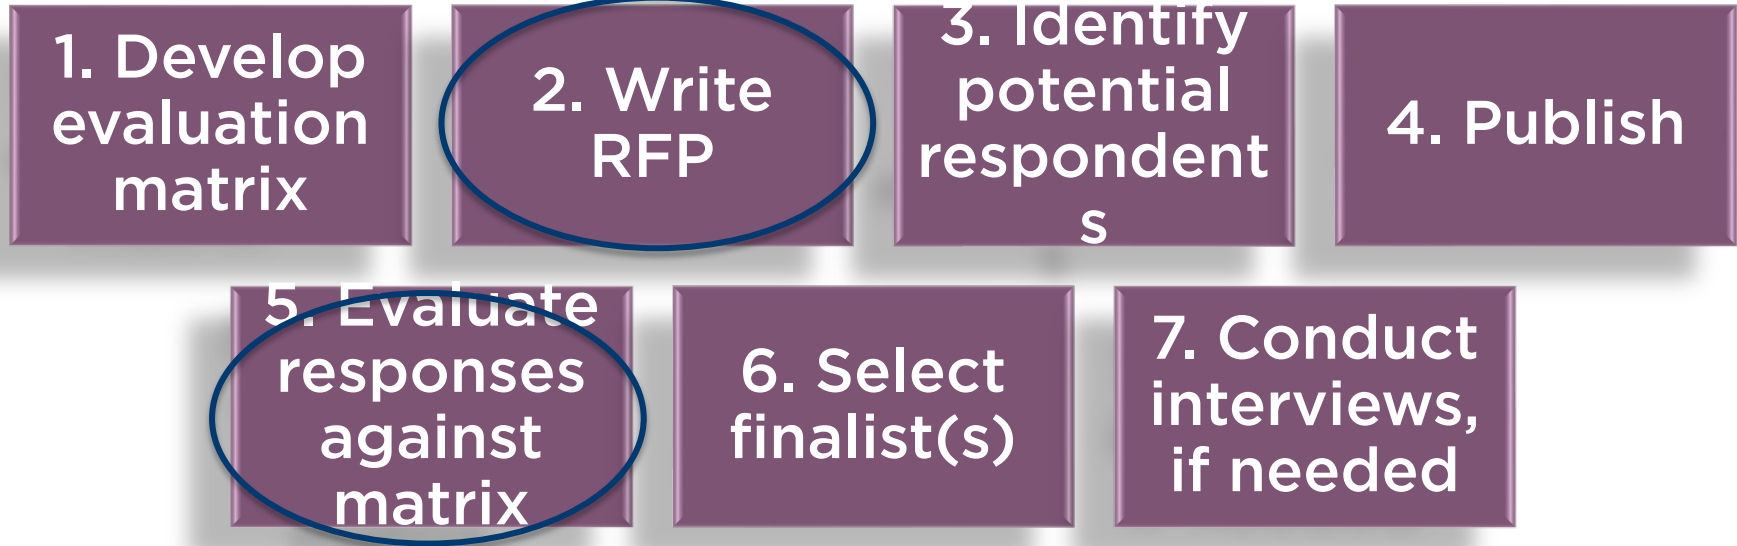 1. Develop
evaluation
matrix
2. Write
RFP
3. Identify
potential
respondent
s
4. Publish
5. Evaluate
responses
against
matrix
6. Select
finalist(s)
7. Conduct
interviews,
if needed